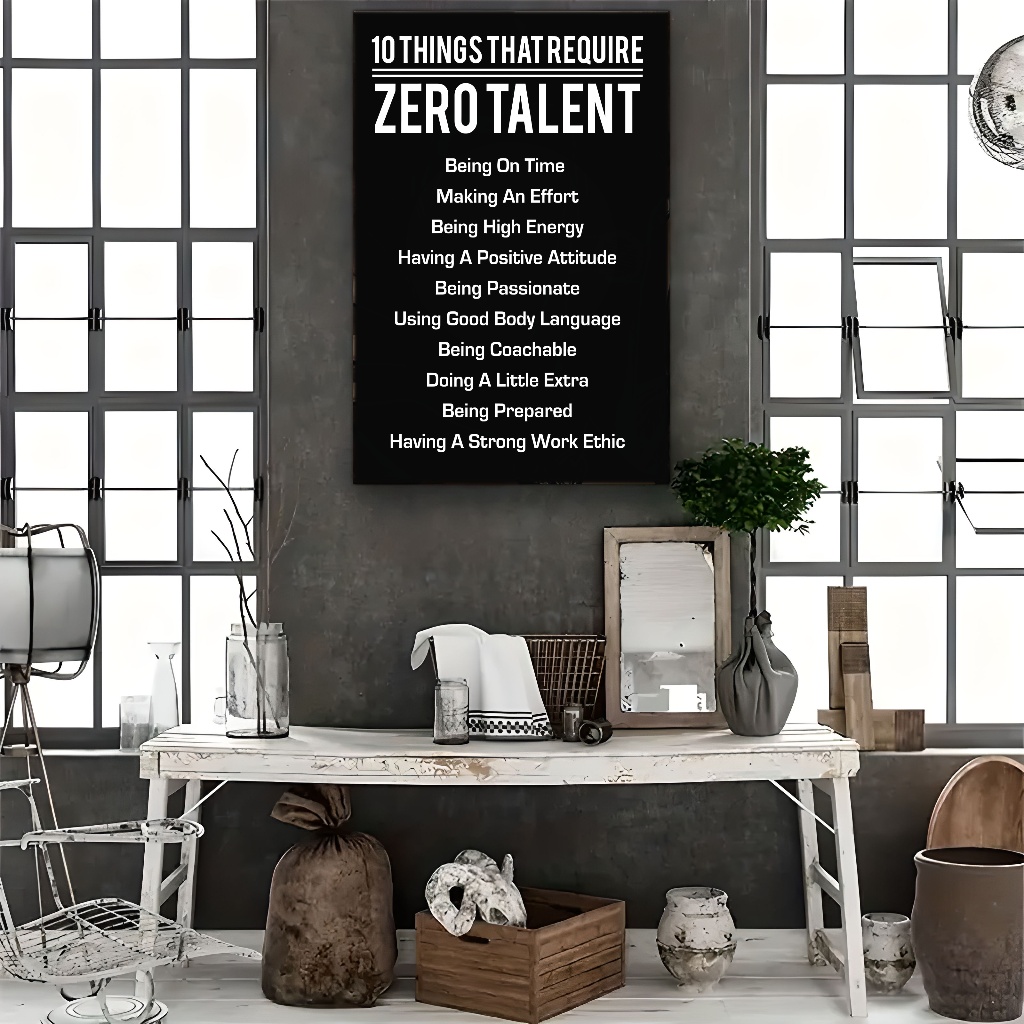 10 THINGS THAT REQUIRE
ZERO TALENT
Being On Time
Making An Effort
Being High Energy
Having A Positive Attitude
Being Passionate
Using Good Body Language
Being Coachable
Doing A Little Extra
Being Prepared
Having A Strong Work Ethic